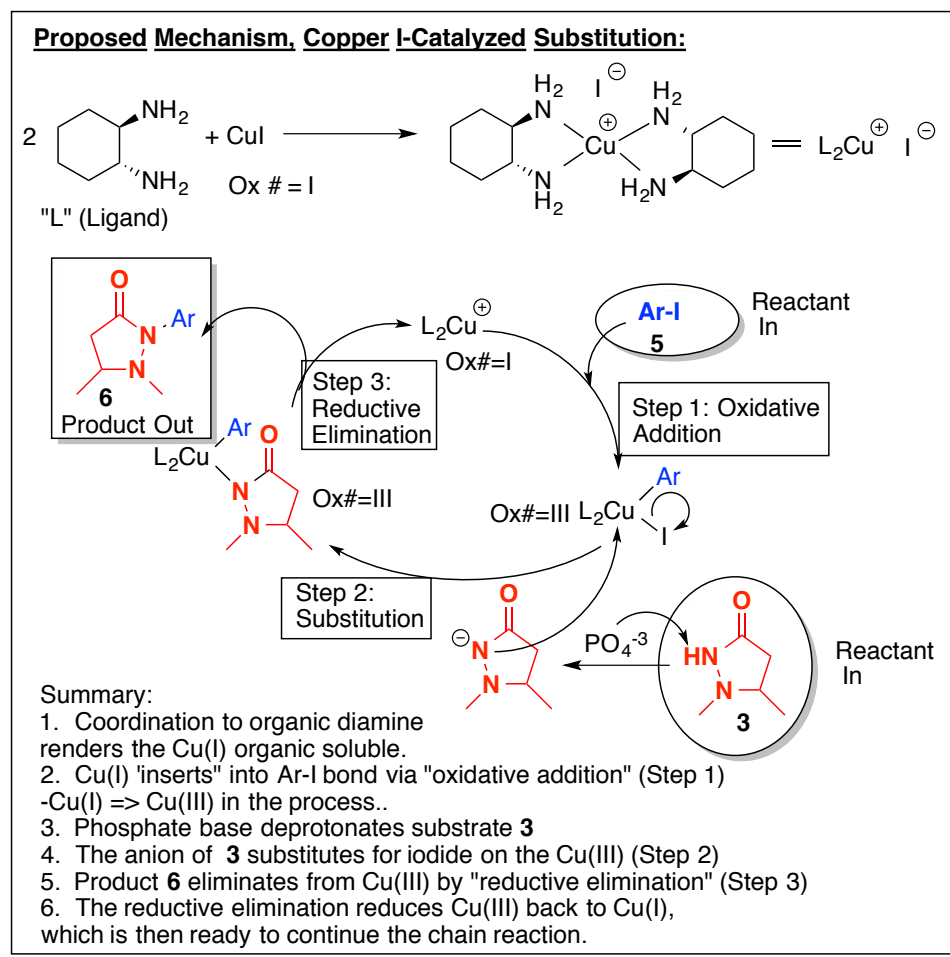 Proposed Mechanism, Copper I-Catalyzed Substitution:
2
NH2
NH2
"L" (Ligand)
+ CuI
Ox # = I
H2
N
N
H2
Cu
⊕
I ⊖
H2
N
H2N
=
L2Cu ⊕ I ⊖
O
N
N
Ar
6
Product Out
L2Cu ⊕
Ox#=I
Ar-I
5
Reactant
In
Step 3:
Reductive
Elimination
Step 1: Oxidative
Addition
Ar
L2Cu
O
N
N
Ox#=III
Ox#=III
L2Cu
Ar
I
Step 2:
Substitution
O
⊖
N
N
PO4-3
O
HN
N
3
Reactant
In
Summary:
1. Coordination to organic diamine
renders the Cu(I) organic soluble.
2. Cu(I) 'inserts" into Ar-I bond via "oxidative addition" (Step 1)
-Cu(I) => Cu(III) in the process..
3. Phosphate base deprotonates substrate 3
4. The anion of 3 substitutes for iodide on the Cu(III) (Step 2)
5. Product 6 eliminates from Cu(III) by "reductive elimination" (Step 3)
6. The reductive elimination reduces Cu(III) back to Cu(I),
which is then ready to continue the chain reaction.